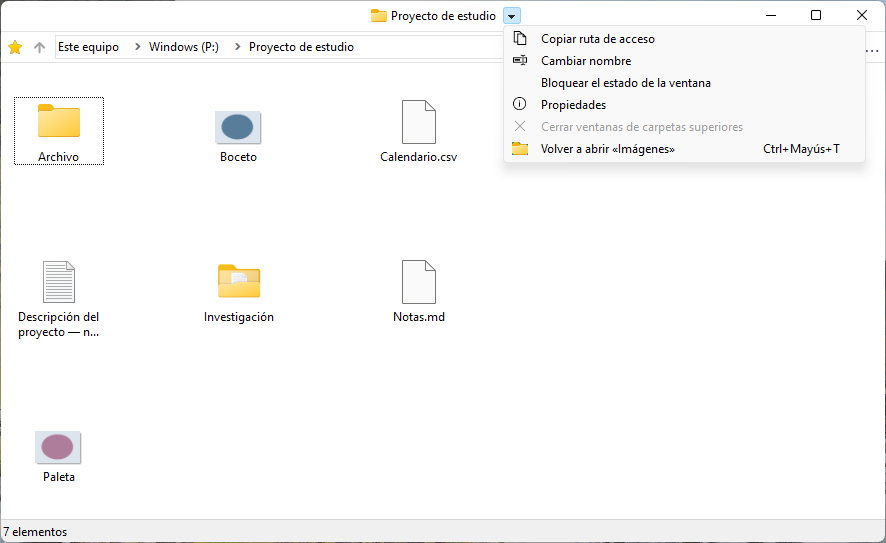 Proyecto de estudio
Este equipo Windows (P:) Proyecto de estudio
Copiar ruta de acceso
Cambiar nombre
Bloquear el estado de la ventana
Propiedades
Cerrar ventanas de carpetas superiores
Volver a abrir «Imágenes» Ctrl+Mayús+T
Archivo
Boceto
Calendario.csv
Descripción del
proyecto — n...
Investigación
Notas.md
Paleta
7 elementos